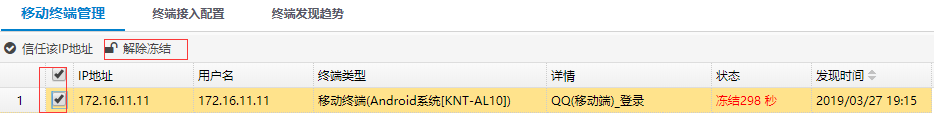 移动终端管理 终端接入配置 终端发现趋势
信任该IP地址 解除冻结
IP地址 用户名 终端类型 详情 状态 发现时间
1 172.16.11.11 172.16.11.11 移动终端(Android系统[KNT-AL10]) QQ(移动端)_登录 冻结298 秒 2019/03/27 19:15